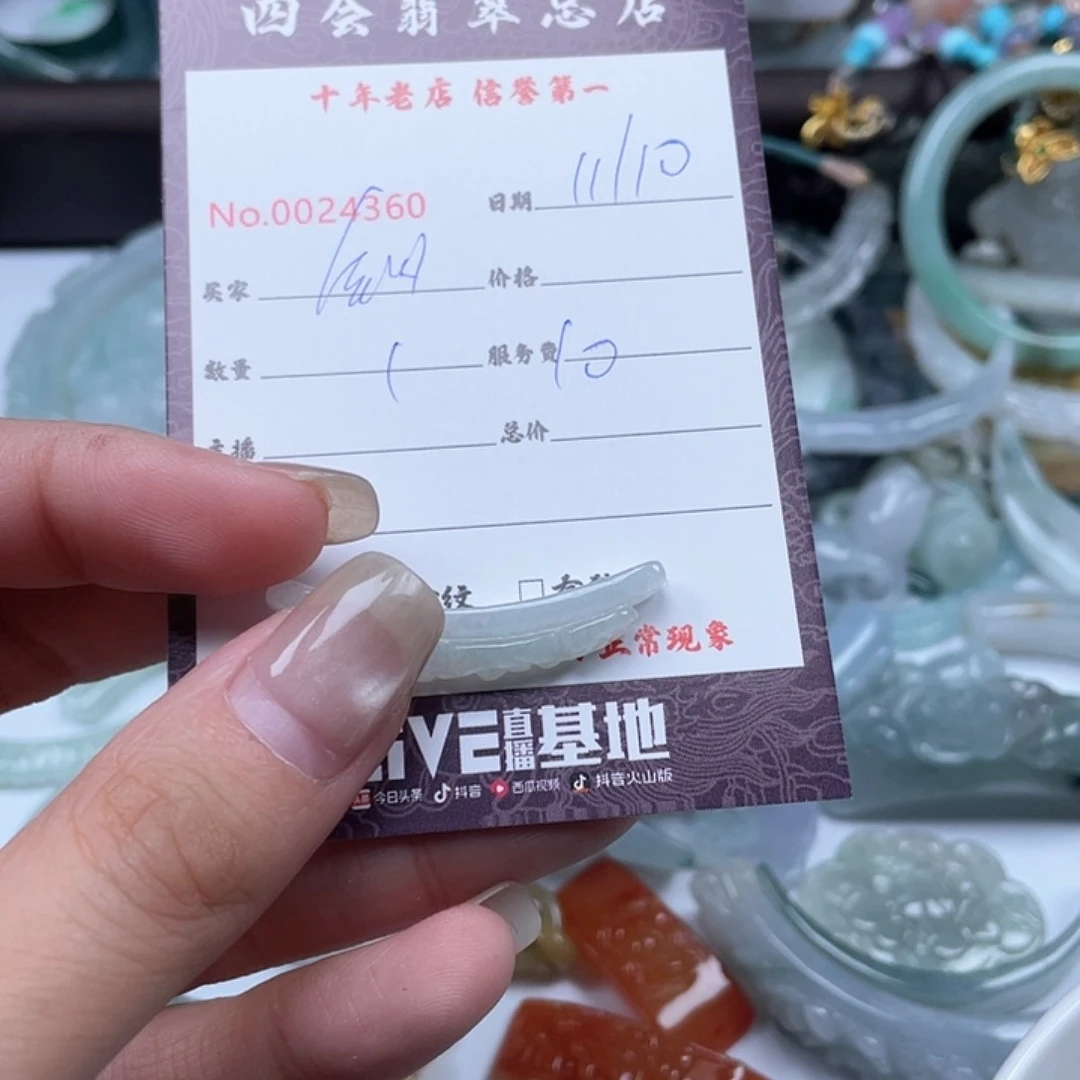 四会翡翠总店
十年老店 信誉第一
No.0024360 日期 11/10
买家 价格
数量 1 服务费 10
主播 总价
纹 □有
正常现象
LIVE直播基地
今日头条 抖音 西瓜视频 抖音火山版